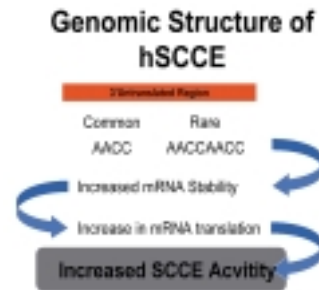 Genomic Structure of
hSCCE
3'Untranslated Region
Common Rare
AACC AACCAACC
Increased mRNA Stability
Increase in mRNA translation
Increased SCCE Acvitity